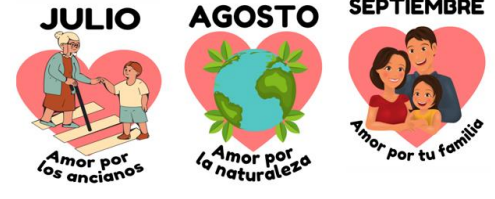 JULIO
Amor por
los ancianos
AGOSTO
Amor por
la naturaleza
SEPTIEMBRE
Amor por tu familia